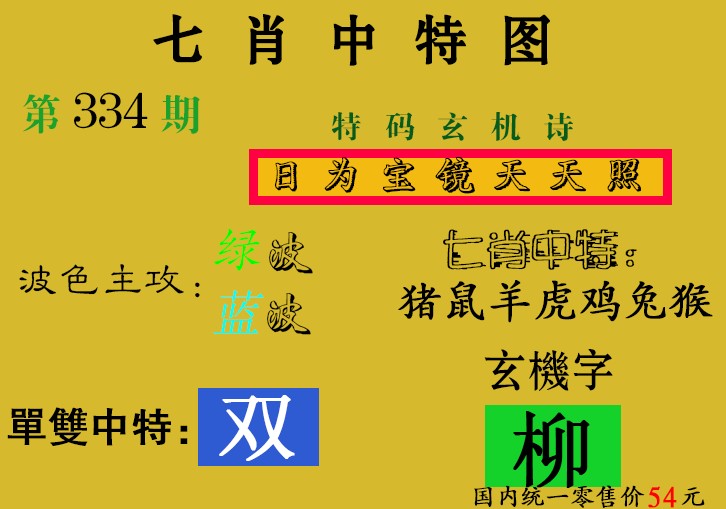 七肖中特图
第334期
特码玄机诗
日为宝镜天天照
波色主攻：
绿波
蓝波
七肖中特：
猪鼠羊虎鸡兔猴
玄機字
柳
單雙中特：双
国内统一零售价54元